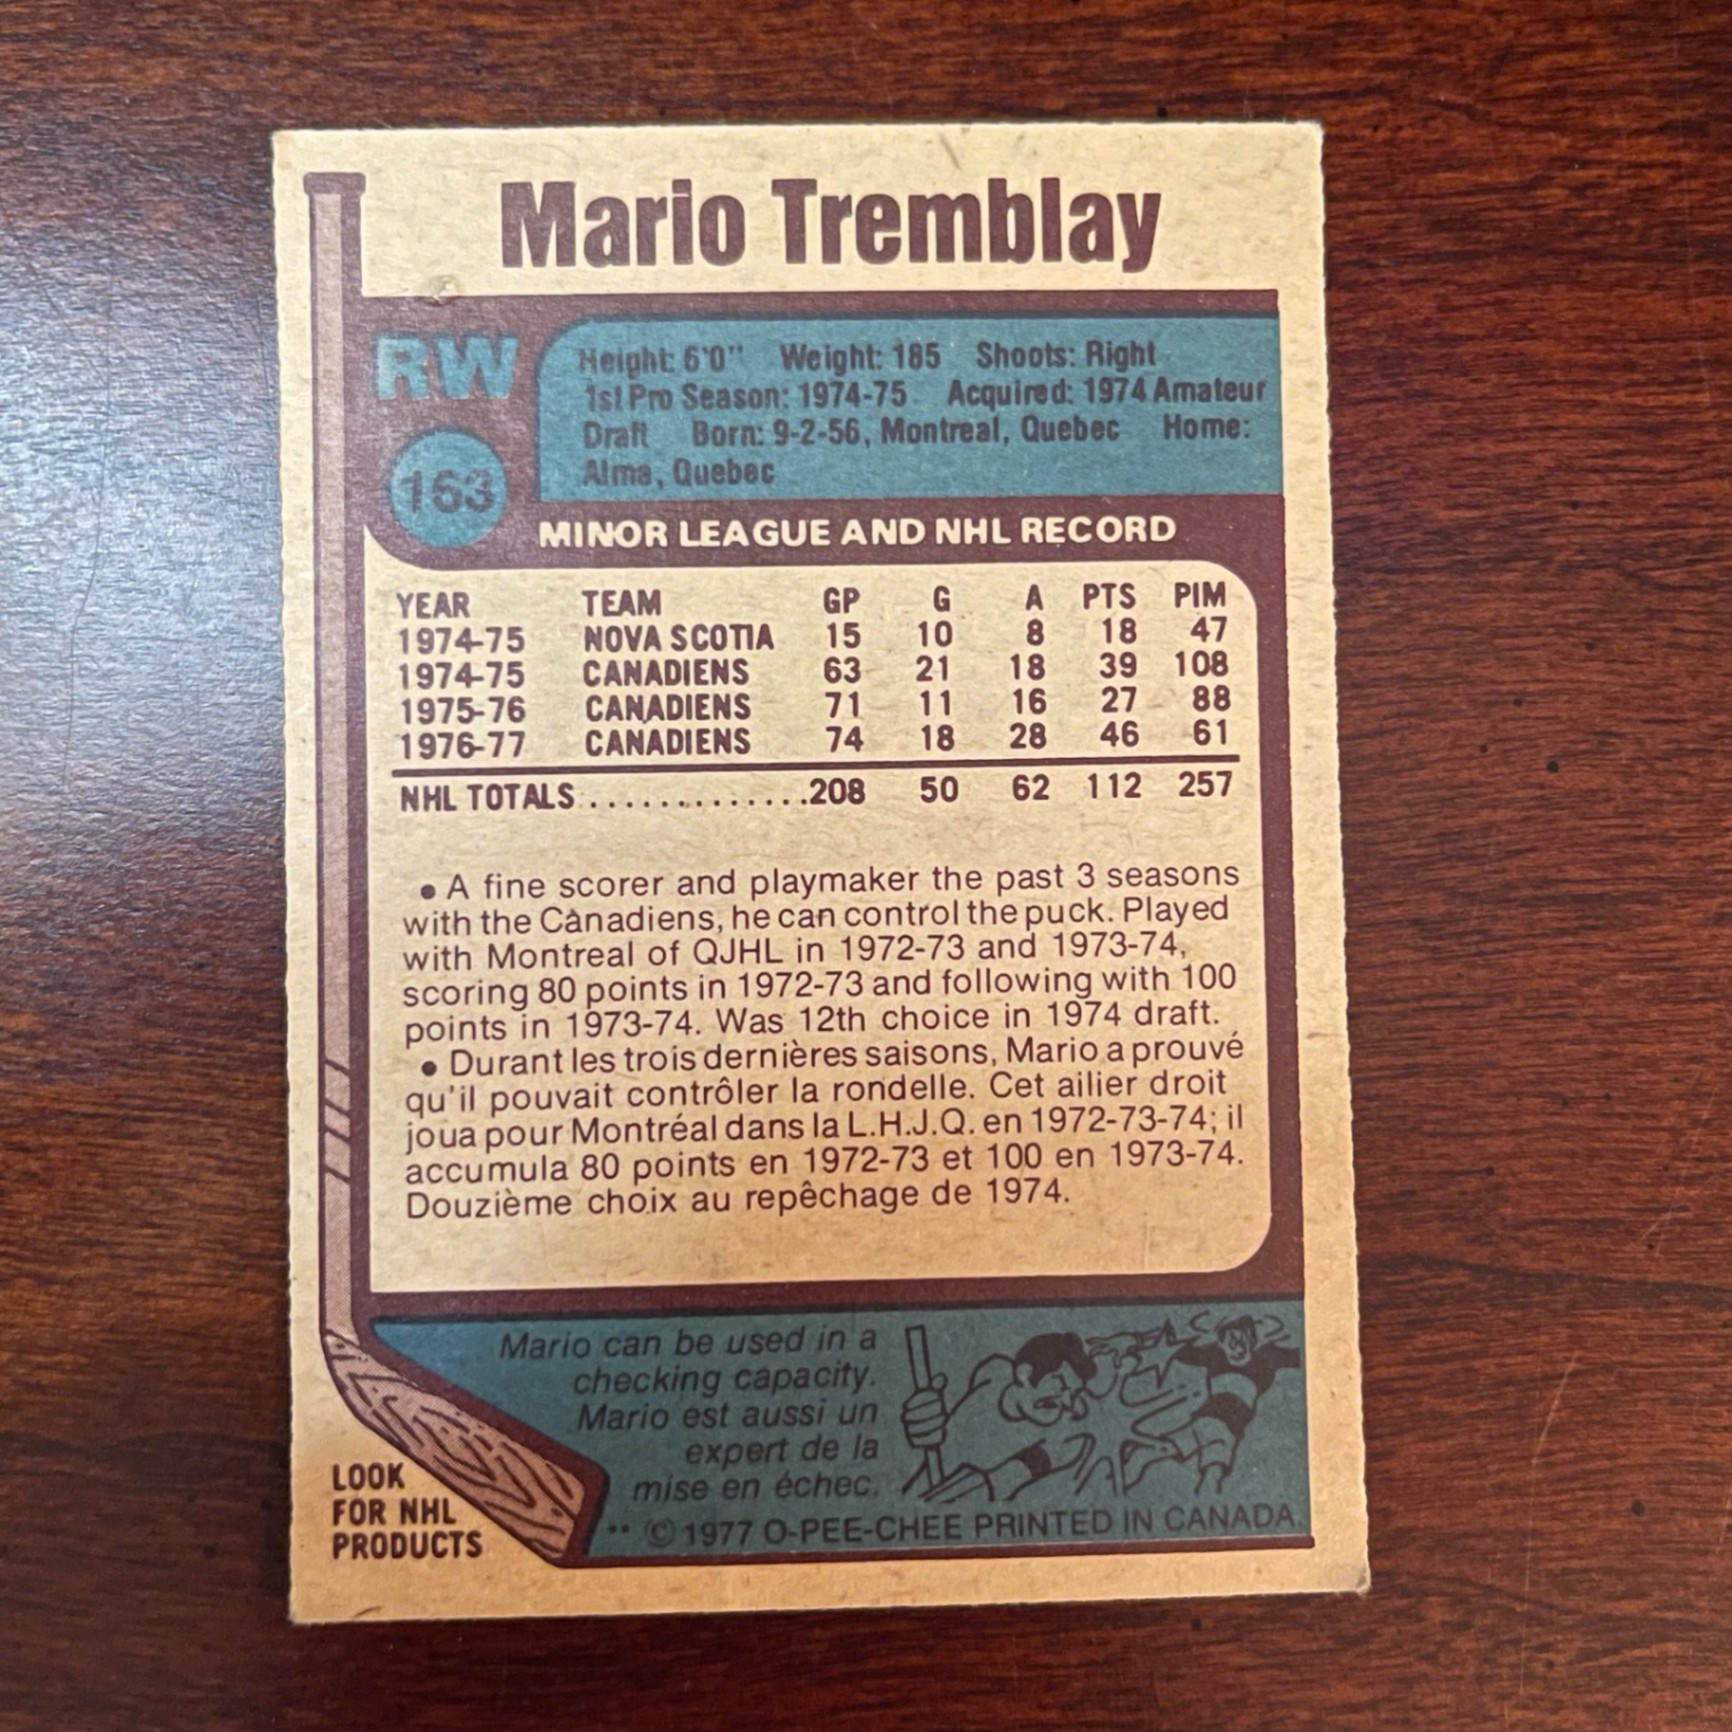 Mario Tremblay
RW
163
Height: 6'0" Weight: 185 Shoots: Right
1st Pro Season: 1974-75 Acquired: 1974 Amateur
Draft Born: 9-2-56, Montreal, Quebec Home:
Alma, Quebec
MINOR LEAGUE AND NHL RECORD
YEAR TEAM GP G A PTS PIM
1974-75 NOVA SCOTIA 15 10 8 18 47
1974-75 CANADIENS 63 21 18 39 108
1975-76 CANADIENS 71 11 16 27 88
1976-77 CANADIENS 74 18 28 46 61
NHL TOTALS.............208 50 62 112 257
• A fine scorer and playmaker the past 3 seasons
with the Canadiens, he can control the puck. Played
with Montreal of QJHL in 1972-73 and 1973-74,
scoring 80 points in 1972-73 and following with 100
points in 1973-74. Was 12th choice in 1974 draft.
• Durant les trois dernières saisons, Mario a prouvé
qu'il pouvait contrôler la rondelle. Cet ailier droit
joua pour Montréal dans la L.H.J.Q. en 1972-73-74; il
accumula 80 points en 1972-73 et 100 en 1973-74.
Douzième choix au repêchage de 1974.
Mario can be used in a
checking capacity.
Mario est aussi un
expert de la
mise en échec.
LOOK
FOR NHL
PRODUCTS
** © 1977 O-PEE-CHEE PRINTED IN CANADA